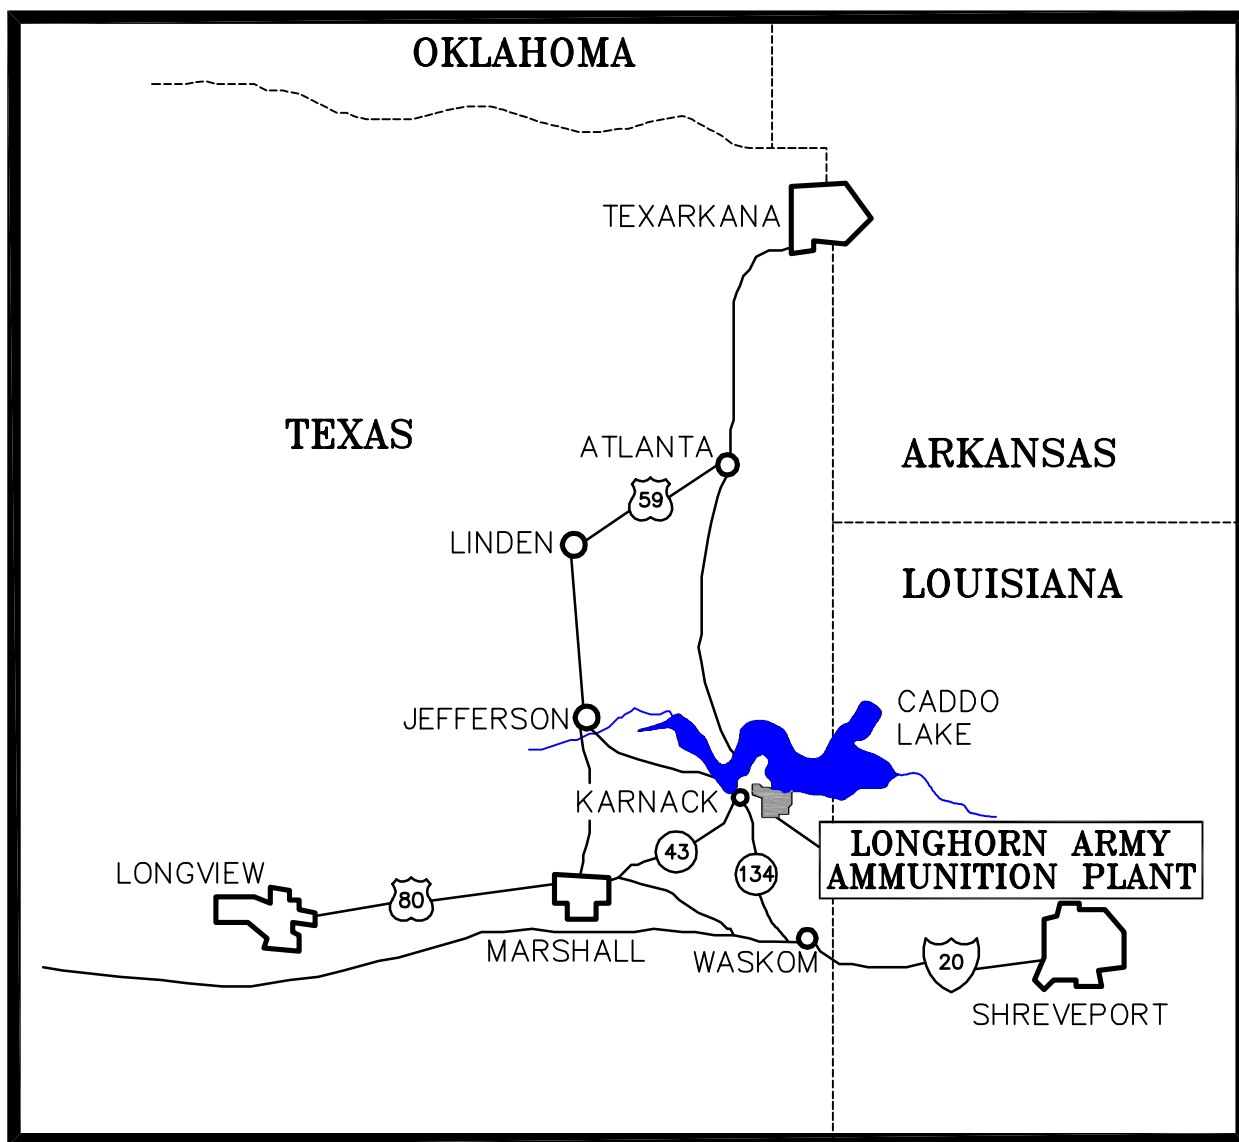 OKLAHOMA
TEXARKANA
TEXAS
ATLANTA
ARKANSAS
59
LINDEN
LOUISIANA
CADDO
LAKE
JEFFERSON
KARNACK
LONGHORN ARMY
AMMUNITION PLANT
43
134
LONGVIEW
80
MARSHALL
WASKOM
20
SHREVEPORT